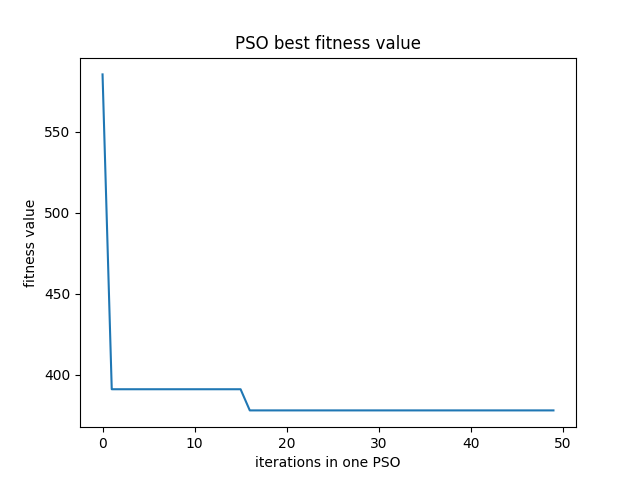 PSO best fitness value
fitness value
550
500
450
400
0 10 20 30 40 50
iterations in one PSO